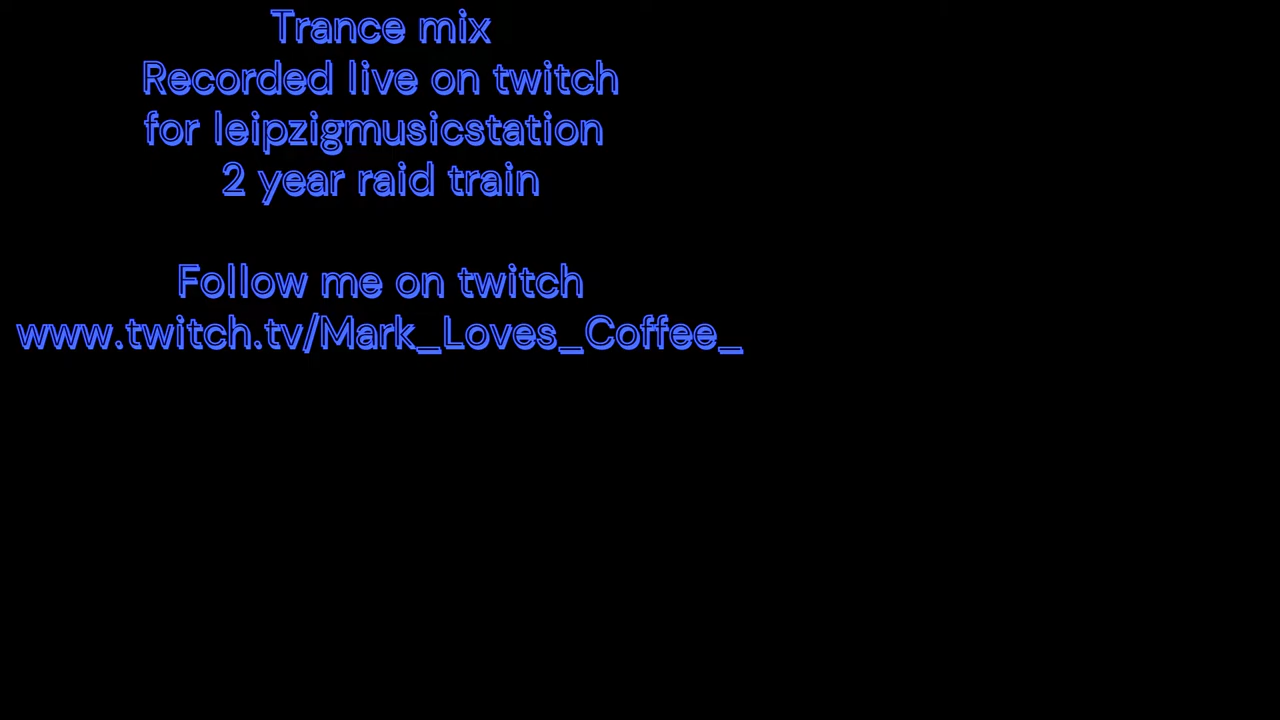 Trance mix
Recorded live on twitch
for leipzigmusicstation
2 year raid train
Follow me on twitch
www.twitch.tv/Mark_Loves_Coffee_